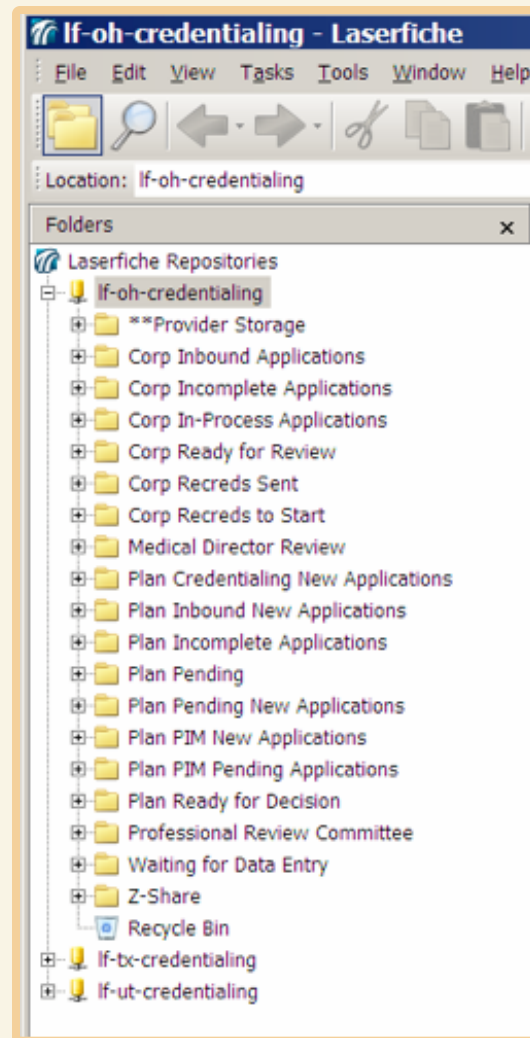 lf-oh-credentialing - Laserfiche
File Edit View Tasks Tools Window Help
Location: lf-oh-credentialing
Folders x
Laserfiche Repositories
lf-oh-credentialing
**Provider Storage
Corp Inbound Applications
Corp Incomplete Applications
Corp In-Process Applications
Corp Ready for Review
Corp Recreds Sent
Corp Recreds to Start
Medical Director Review
Plan Credentialing New Applications
Plan Inbound New Applications
Plan Incomplete Applications
Plan Pending
Plan Pending New Applications
Plan PIM New Applications
Plan PIM Pending Applications
Plan Ready for Decision
Professional Review Committee
Waiting for Data Entry
Z-Share
Recycle Bin
lf-tx-credentialing
lf-ut-credentialing